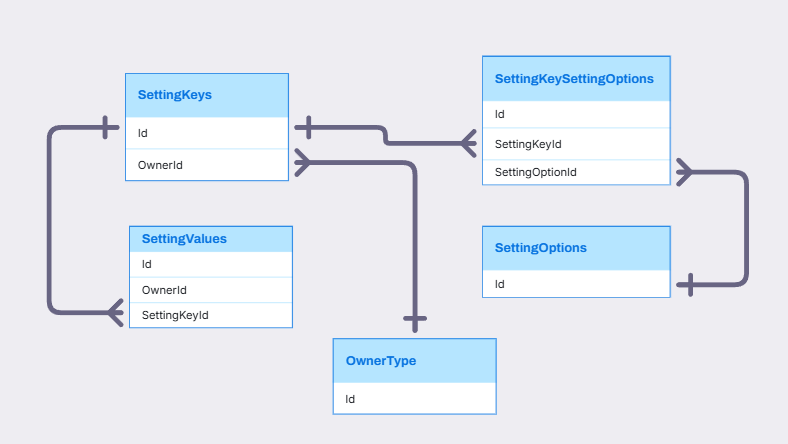 SettingKeys
Id
OwnerId
SettingKeySettingOptions
Id
SettingKeyId
SettingOptionId
SettingValues
Id
OwnerId
SettingKeyId
SettingOptions
Id
OwnerType
Id